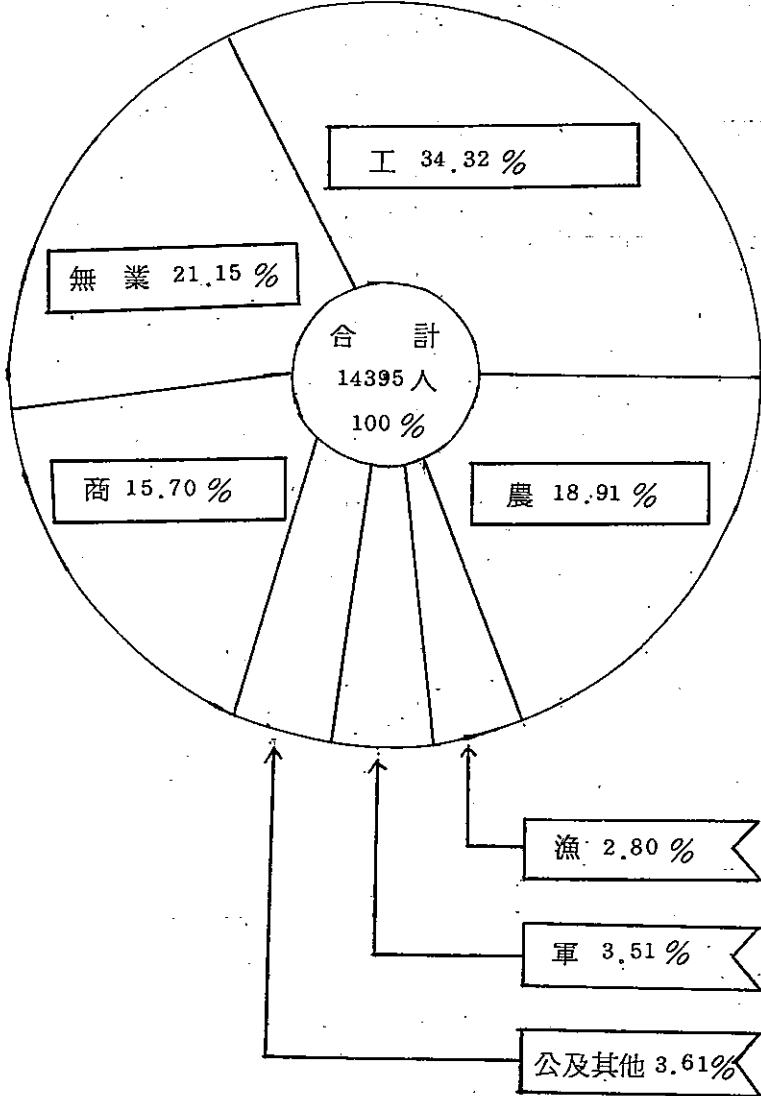 工 34.32 %
無業 21.15 %
合計
14395 人
100 %
商 15.70 %
農 18.91 %
漁 2.80 %
軍 3.51 %
公及其他 3.61%